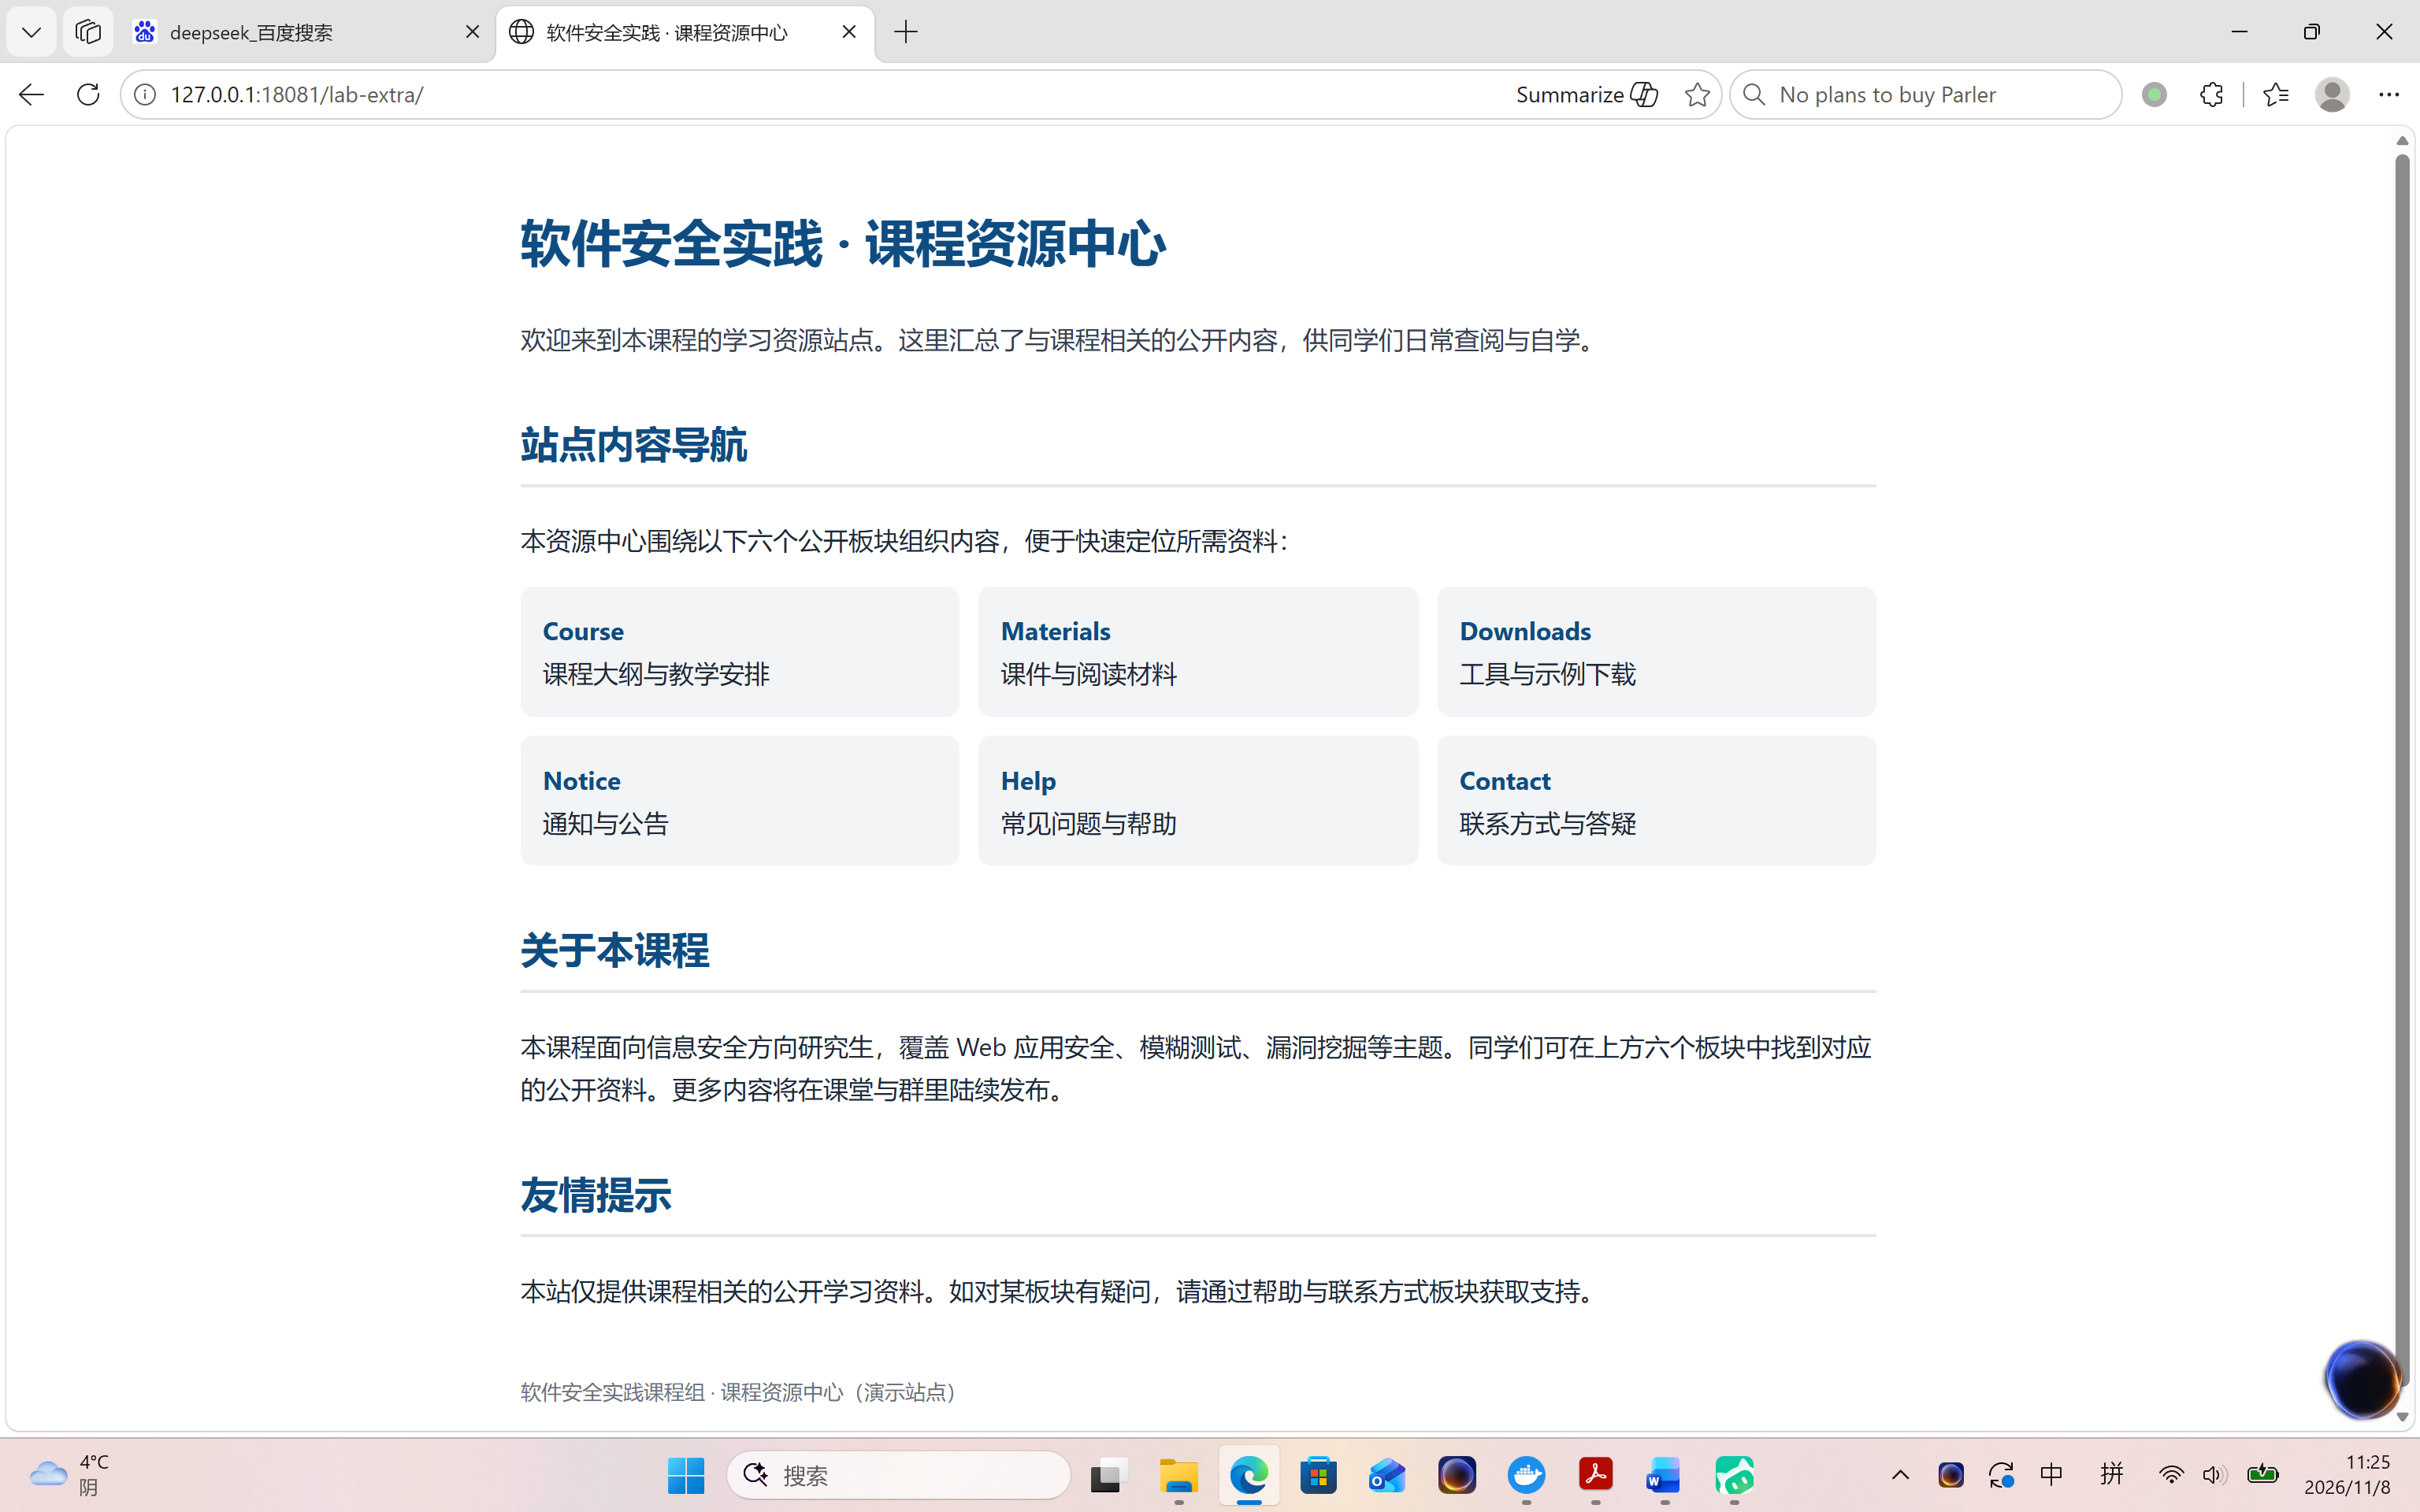 deepseek_百度搜索
软件安全实践 · 课程资源中心
127.0.0.1:18081/lab-extra/
Summarize
No plans to buy Parler
软件安全实践 · 课程资源中心
欢迎来到本课程的学习资源站点。这里汇总了与课程相关的公开内容，供同学们日常查阅与自学。
站点内容导航
本资源中心围绕以下六个公开板块组织内容，便于快速定位所需资料：
Course
课程大纲与教学安排
Materials
课件与阅读材料
Downloads
工具与示例下载
Notice
通知与公告
Help
常见问题与帮助
Contact
联系方式与答疑
关于本课程
本课程面向信息安全方向研究生，覆盖 Web 应用安全、模糊测试、漏洞挖掘等主题。同学们可在上方六个板块中找到对应
的公开资料。更多内容将在课堂与群里陆续发布。
友情提示
本站仅提供课程相关的公开学习资料。如对某板块有疑问，请通过帮助与联系方式板块获取支持。
软件安全实践课程组 · 课程资源中心（演示站点）
4°C
阴
搜索
中
拼
11:25
2026/11/8